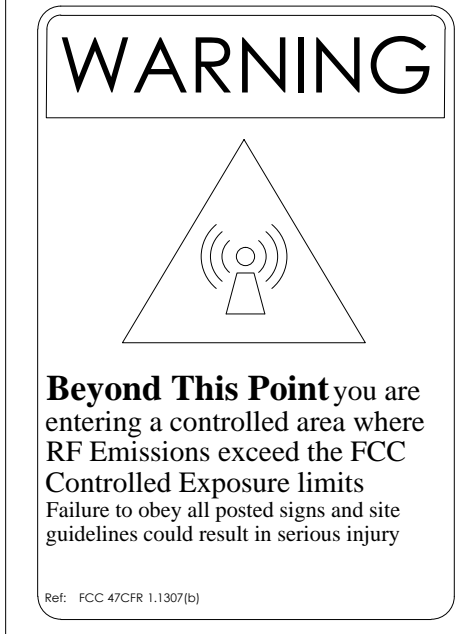 WARNING
Beyond This Point you are
entering a controlled area where
RF Emissions exceed the FCC
Controlled Exposure limits
Failure to obey all posted signs and site
guidelines could result in serious injury
Ref: FCC 47CFR 1.1307(b)